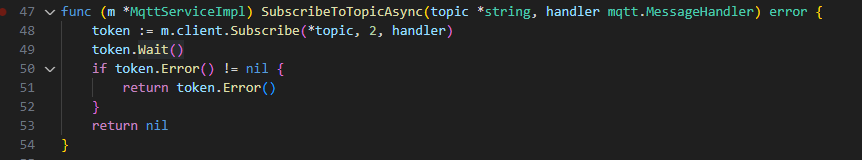 47 func (m *MqttServiceImpl) SubscribeToTopicAsync(topic *string, handler mqtt.MessageHandler) error {
48     token := m.client.Subscribe(*topic, 2, handler)
49     token.Wait()
50     if token.Error() != nil {
51         return token.Error()
52     }
53     return nil
54 }